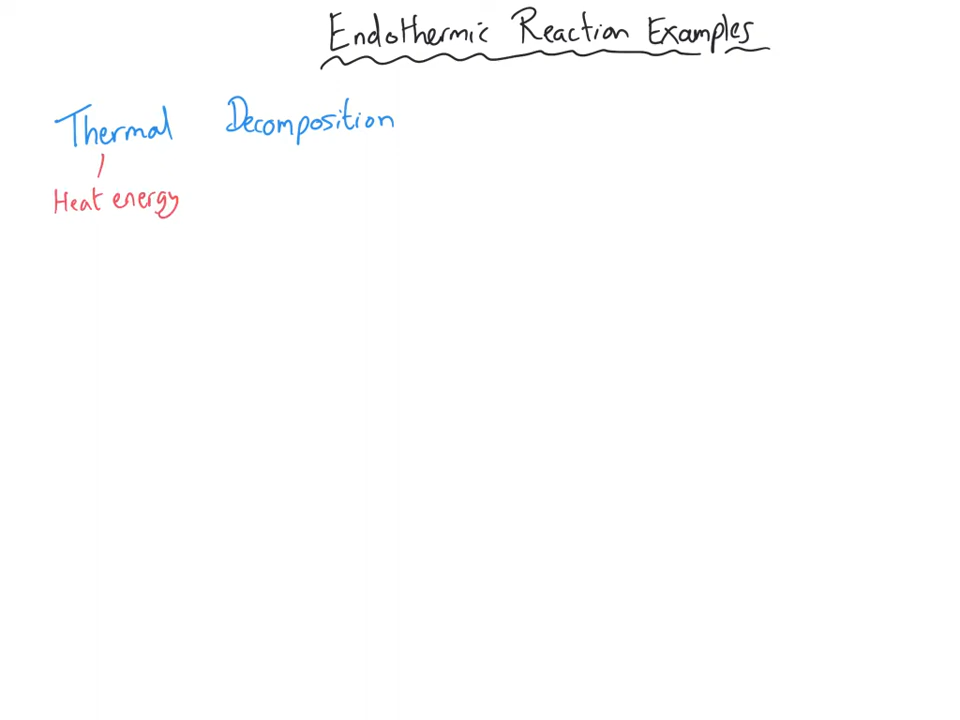 Endothermic Reaction Examples
Thermal Decomposition
Heat energy